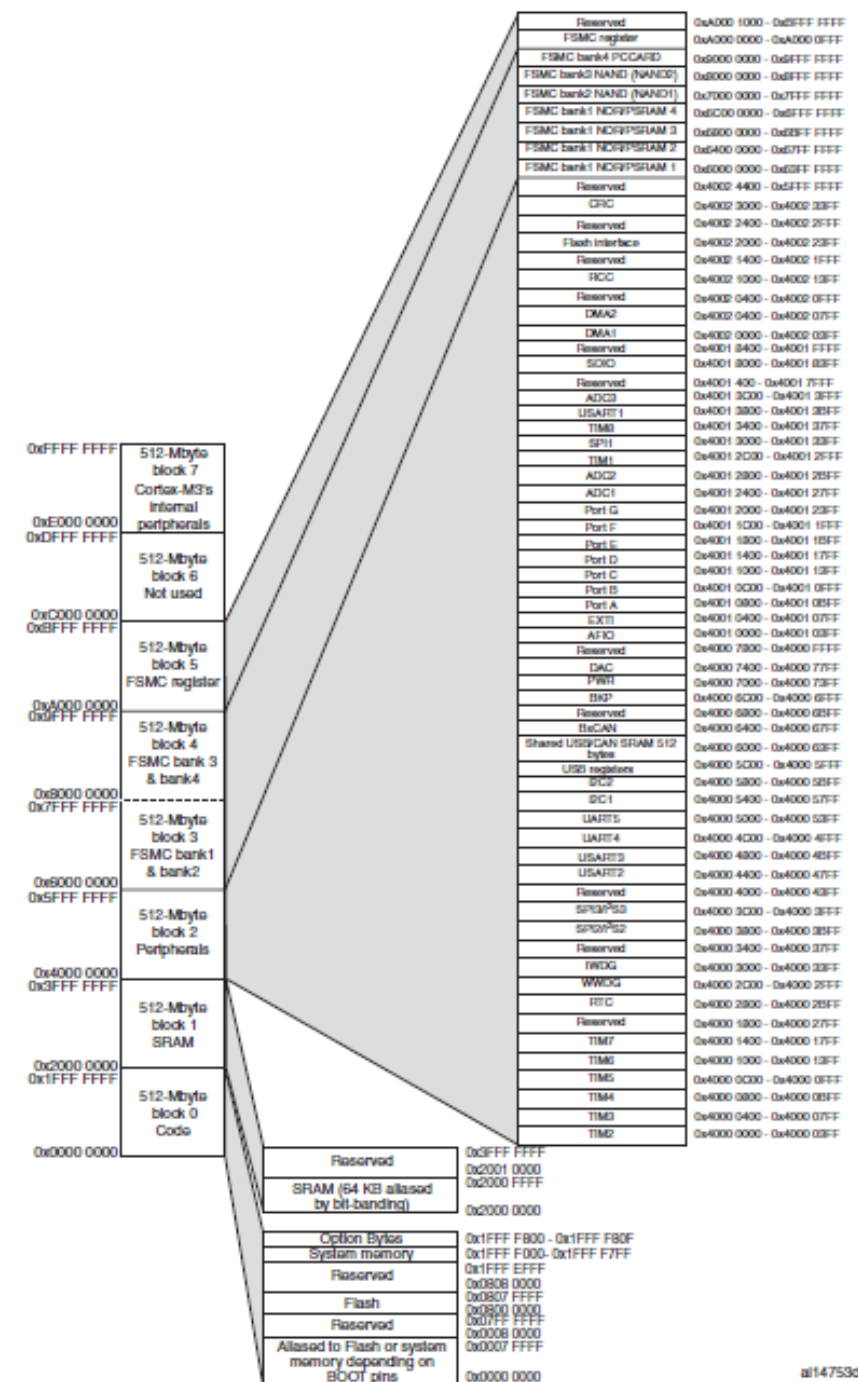 Reserved 0xA000 1000 - 0xBFFF FFFF
FSMC register 0xA000 0000 - 0xA000 0FFF
FSMC bank4 PCCARD 0x9000 0000 - 0x9FFF FFFF
FSMC bank3 NAND (NAND2) 0x8000 0000 - 0x8FFF FFFF
FSMC bank2 NAND (NAND1) 0x7000 0000 - 0x7FFF FFFF
FSMC bank1 NOR/PSRAM 4 0x6C00 0000 - 0x6FFF FFFF
FSMC bank1 NOR/PSRAM 3 0x6800 0000 - 0x6BFF FFFF
FSMC bank1 NOR/PSRAM 2 0x6400 0000 - 0x67FF FFFF
FSMC bank1 NOR/PSRAM 1 0x6000 0000 - 0x63FF FFFF
Reserved 0x4002 4400 - 0x5FFF FFFF
CRC 0x4002 3000 - 0x4002 33FF
Reserved 0x4002 2400 - 0x4002 2FFF
Flash interface 0x4002 2000 - 0x4002 23FF
Reserved 0x4002 1400 - 0x4002 1FFF
RCC 0x4002 1000 - 0x4002 13FF
Reserved 0x4002 0400 - 0x4002 0FFF
DMA2 0x4002 0400 - 0x4002 07FF
DMA1 0x4002 0000 - 0x4002 03FF
Reserved 0x4001 8400 - 0x4001 FFFF
SDIO 0x4001 8000 - 0x4001 83FF
Reserved 0x4001 400 - 0x4001 7FFF
ADC3 0x4001 3C00 - 0x4001 3FFF
USART1 0x4001 3800 - 0x4001 3BFF
TIM8 0x4001 3400 - 0x4001 37FF
SPI1 0x4001 3000 - 0x4001 33FF
TIM1 0x4001 2C00 - 0x4001 2FFF
ADC2 0x4001 2800 - 0x4001 2BFF
ADC1 0x4001 2400 - 0x4001 27FF
Port G 0x4001 2000 - 0x4001 23FF
Port F 0x4001 1C00 - 0x4001 1FFF
Port E 0x4001 1800 - 0x4001 1BFF
Port D 0x4001 1400 - 0x4001 17FF
Port C 0x4001 1000 - 0x4001 13FF
Port B 0x4001 0C00 - 0x4001 0FFF
Port A 0x4001 0800 - 0x4001 0BFF
EXTI 0x4001 0400 - 0x4001 07FF
AFIO 0x4001 0000 - 0x4001 03FF
Reserved 0x4000 7800 - 0x4000 FFFF
DAC 0x4000 7400 - 0x4000 77FF
PWR 0x4000 7000 - 0x4000 73FF
BKP 0x4000 6C00 - 0x4000 6FFF
Reserved 0x4000 6800 - 0x4000 6BFF
BxCAN 0x4000 6400 - 0x4000 67FF
Shared USB/CAN SRAM 512
bytes 0x4000 6000 - 0x4000 63FF
USB registers 0x4000 5C00 - 0x4000 5FFF
I2C2 0x4000 5800 - 0x4000 5BFF
I2C1 0x4000 5400 - 0x4000 57FF
UART5 0x4000 5000 - 0x4000 53FF
UART4 0x4000 4C00 - 0x4000 4FFF
USART3 0x4000 4800 - 0x4000 4BFF
USART2 0x4000 4400 - 0x4000 47FF
Reserved 0x4000 4000 - 0x4000 43FF
SPI3/I²S3 0x4000 3C00 - 0x4000 3FFF
SPI2/I²S2 0x4000 3800 - 0x4000 3BFF
Reserved 0x4000 3400 - 0x4000 37FF
IWDG 0x4000 3000 - 0x4000 33FF
WWDG 0x4000 2C00 - 0x4000 2FFF
RTC 0x4000 2800 - 0x4000 2BFF
Reserved 0x4000 1800 - 0x4000 27FF
TIM7 0x4000 1400 - 0x4000 17FF
TIM6 0x4000 1000 - 0x4000 13FF
TIM5 0x4000 0C00 - 0x4000 0FFF
TIM4 0x4000 0800 - 0x4000 0BFF
TIM3 0x4000 0400 - 0x4000 07FF
TIM2 0x4000 0000 - 0x4000 03FF
0xFFFF FFFF
512-Mbyte
block 7
Cortex-M3's
internal
peripherals
0xE000 0000
0xDFFF FFFF
512-Mbyte
block 6
Not used
0xC000 0000
0xBFFF FFFF
512-Mbyte
block 5
FSMC register
0xA000 0000
0x9FFF FFFF
512-Mbyte
block 4
FSMC bank 3
& bank4
0x8000 0000
0x7FFF FFFF
512-Mbyte
block 3
FSMC bank1
& bank2
0x6000 0000
0x5FFF FFFF
512-Mbyte
block 2
Peripherals
0x4000 0000
0x3FFF FFFF
512-Mbyte
block 1
SRAM
0x2000 0000
0x1FFF FFFF
512-Mbyte
block 0
Code
0x0000 0000
0x3FFF FFFF
Reserved
0x2001 0000
0x2000 FFFF
SRAM (64 KB aliased
by bit-banding)
0x2000 0000
Option Bytes 0x1FFF F800 - 0x1FFF F80F
System memory 0x1FFF F000- 0x1FFF F7FF
0x1FFF EFFF
Reserved
0x0808 0000
0x0807 FFFF
Flash
0x0800 0000
0x07FF FFFF
Reserved
0x0008 0000
0x0007 FFFF
Aliased to Flash or system
memory depending on
BOOT pins
0x0000 0000
ai14753d